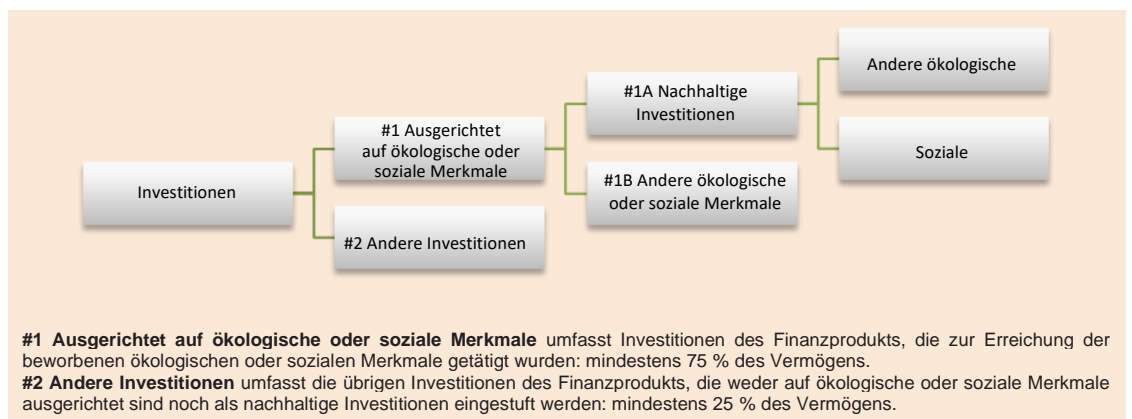 Andere ökologische
#1A Nachhaltige
Investitionen
#1 Ausgerichtet
auf ökologische oder
soziale Merkmale
Soziale
Investitionen
#1B Andere ökologische
oder soziale Merkmale
#2 Andere Investitionen
#1 Ausgerichtet auf ökologische oder soziale Merkmale umfasst Investitionen des Finanzprodukts, die zur Erreichung der
beworbenen ökologischen oder sozialen Merkmale getätigt wurden: mindestens 75 % des Vermögens.
#2 Andere Investitionen umfasst die übrigen Investitionen des Finanzprodukts, die weder auf ökologische oder soziale Merkmale
ausgerichtet sind noch als nachhaltige Investitionen eingestuft werden: mindestens 25 % des Vermögens.